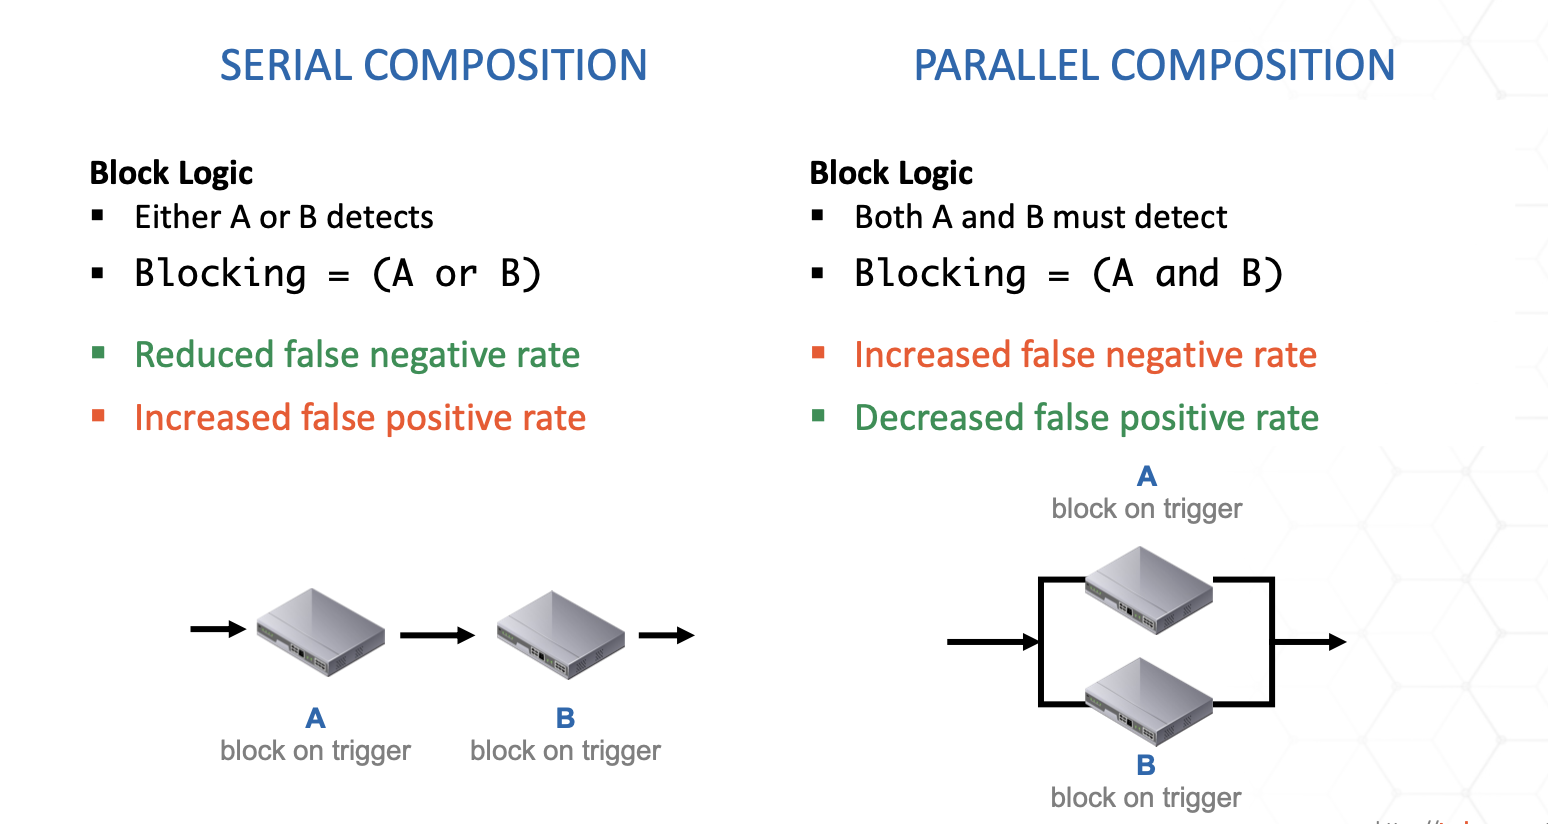 SERIAL COMPOSITION
Block Logic
▪ Either A or B detects
▪ Blocking = (A or B)
▪ Reduced false negative rate
▪ Increased false positive rate
A
block on trigger
B
block on trigger
PARALLEL COMPOSITION
Block Logic
▪ Both A and B must detect
▪ Blocking = (A and B)
▪ Increased false negative rate
▪ Decreased false positive rate
A
block on trigger
B
block on trigger